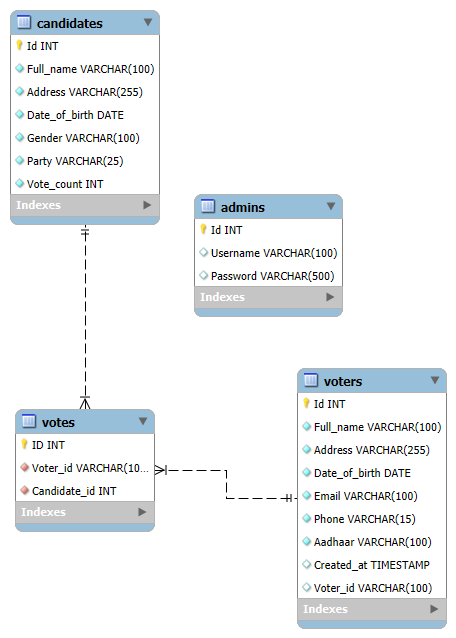 candidates
Id INT
Full_name VARCHAR(100)
Address VARCHAR(255)
Date_of_birth DATE
Gender VARCHAR(100)
Party VARCHAR(25)
Vote_count INT
Indexes
admins
Id INT
Username VARCHAR(100)
Password VARCHAR(500)
Indexes
votes
ID INT
Voter_id VARCHAR(10...
Candidate_id INT
Indexes
voters
Id INT
Full_name VARCHAR(100)
Address VARCHAR(255)
Date_of_birth DATE
Email VARCHAR(100)
Phone VARCHAR(15)
Aadhaar VARCHAR(100)
Created_at TIMESTAMP
Voter_id VARCHAR(100)
Indexes